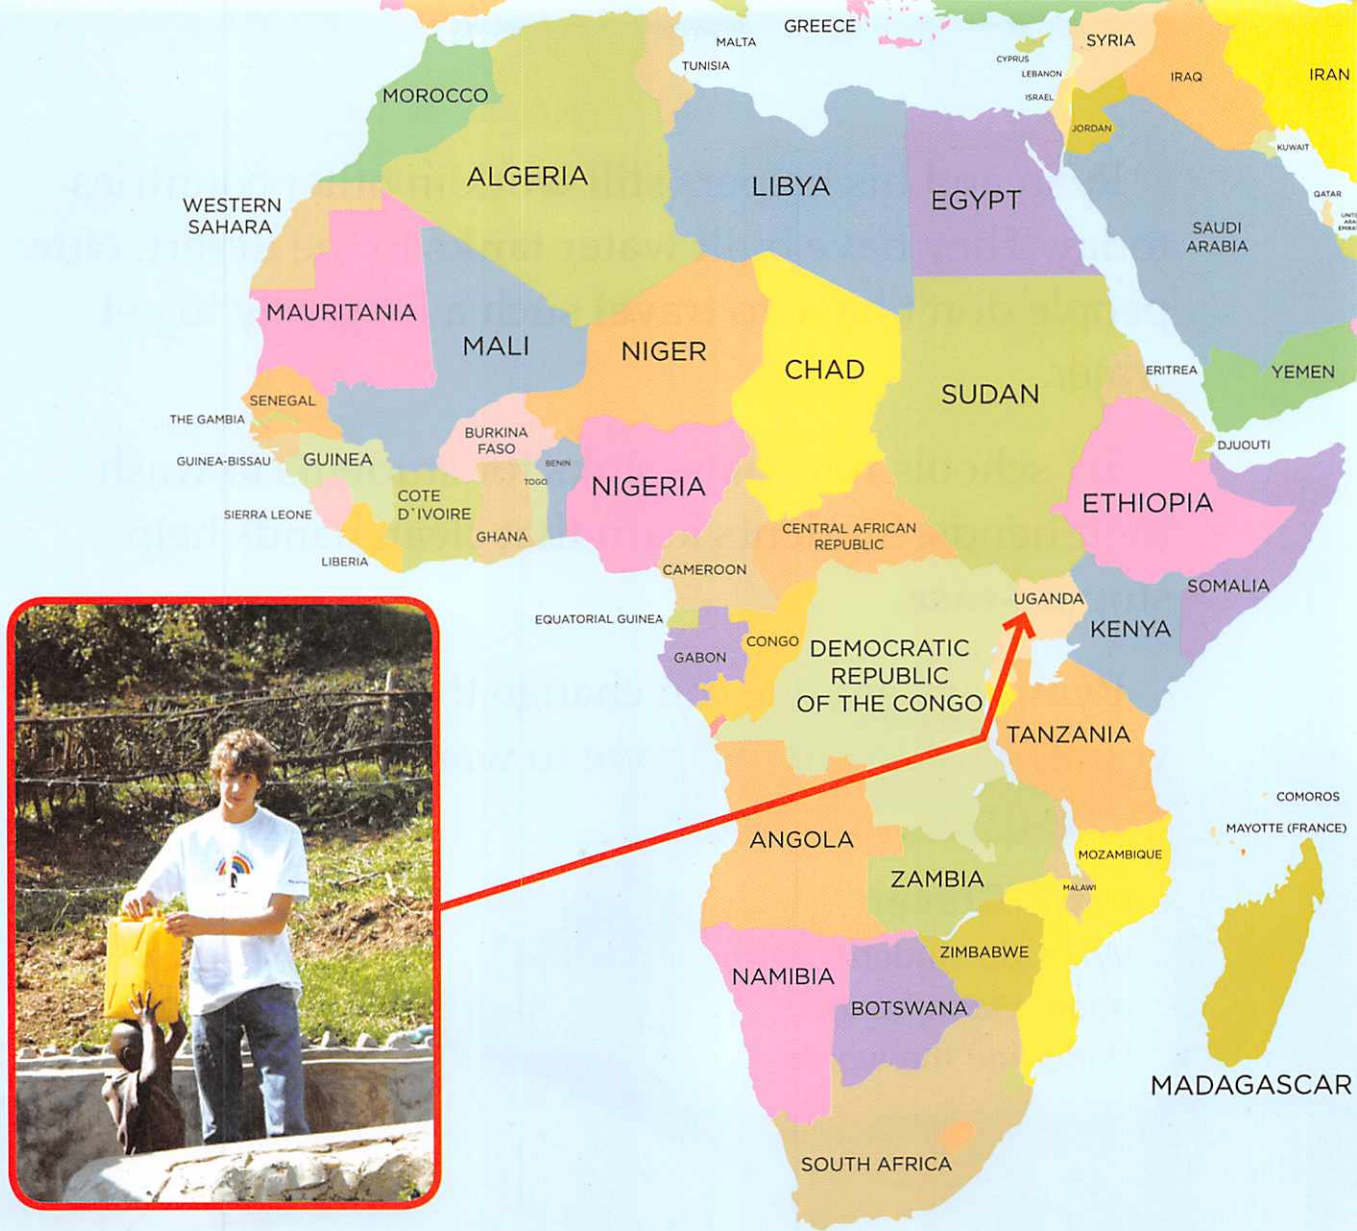 GREECE
MALTA
SYRIA
CYPRUS
TUNISIA
LEBANON
IRAQ
IRAN
MOROCCO
ISRAEL
JORDAN
KUWAIT
ALGERIA
LIBYA
EGYPT
QATAR
WESTERN
SAHARA
SAUDI
ARABIA
MAURITANIA
MALI
NIGER
CHAD
SUDAN
ERITREA
YEMEN
SENEGAL
THE GAMBIA
BURKINA
FASO
DJUOUTI
GUINEA-BISSAU
GUINEA
BENIN
TOGO
NIGERIA
ETHIOPIA
COTE
D`IVOIRE
SIERRA LEONE
GHANA
CENTRAL AFRICAN
REPUBLIC
LIBERIA
CAMEROON
SOMALIA
UGANDA
EQUATORIAL GUINEA
KENYA
GABON
CONGO
DEMOCRATIC
REPUBLIC
OF THE CONGO
TANZANIA
COMOROS
MAYOTTE (FRANCE)
ANGOLA
MOZAMBIQUE
ZAMBIA
MALAWI
ZIMBABWE
NAMIBIA
BOTSWANA
MADAGASCAR
SOUTH AFRICA